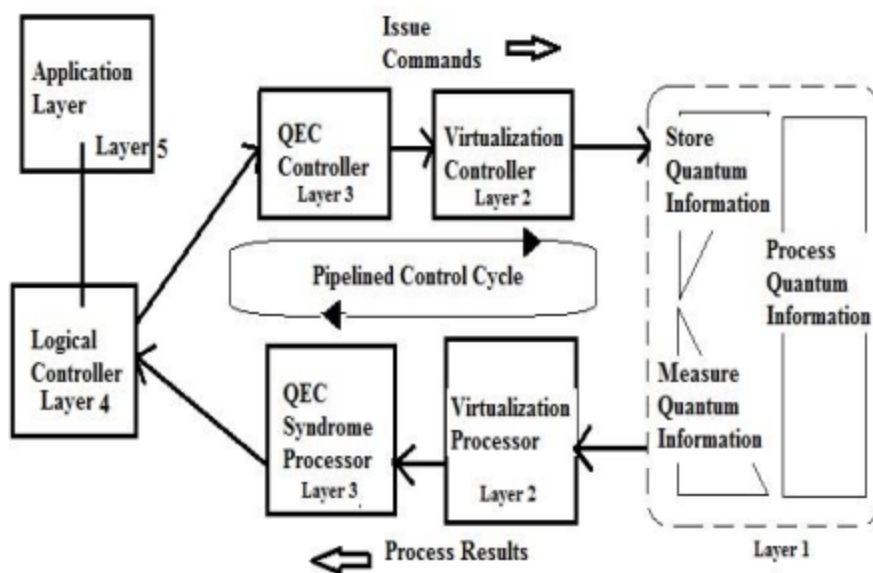 Issue
Commands
Application
Layer
Layer 5
QEC
Controller
Layer 3
Virtualization
Controller
Layer 2
Store
Quantum
Information
Process
Quantum
Information
Pipelined Control Cycle
Logical
Controller
Layer 4
QEC
Syndrome
Processor
Layer 3
Virtualization
Processor
Layer 2
Measure
Quantum
Information
Process Results
Layer 1